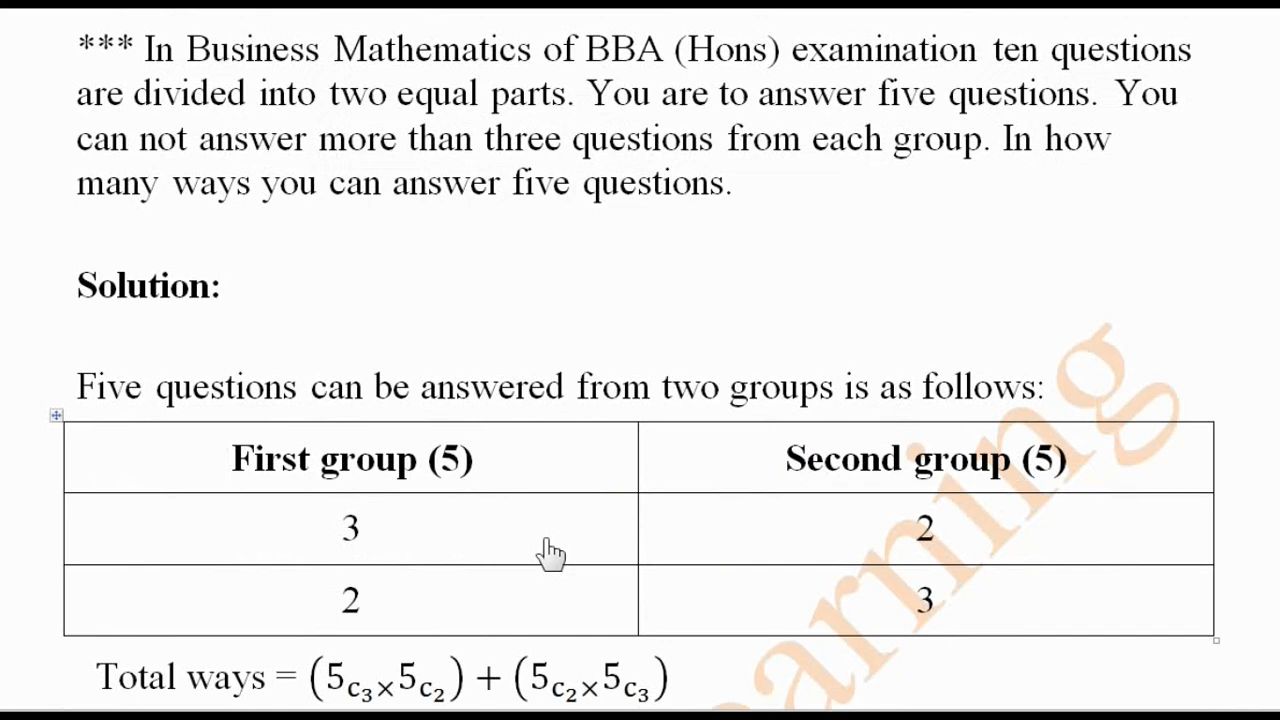 *** In Business Mathematics of BBA (Hons) examination ten questions
are divided into two equal parts. You are to answer five questions. You
can not answer more than three questions from each group. In how
many ways you can answer five questions.
Solution:
Five questions can be answered from two groups is as follows:
First group (5) Second group (5)
3 2
2 3
Total ways = (5c₃×5c₂) + (5c₂×5c₃)